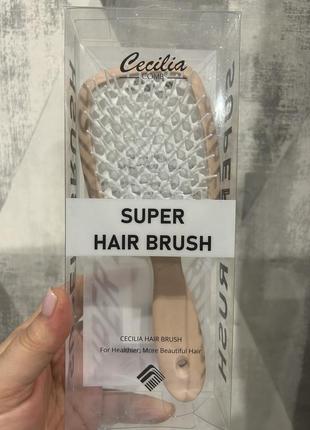 Cecilia
COMB
SUPER
HAIR BRUSH
CECILIA HAIR BRUSH
For Healthier, More Beautiful Hair